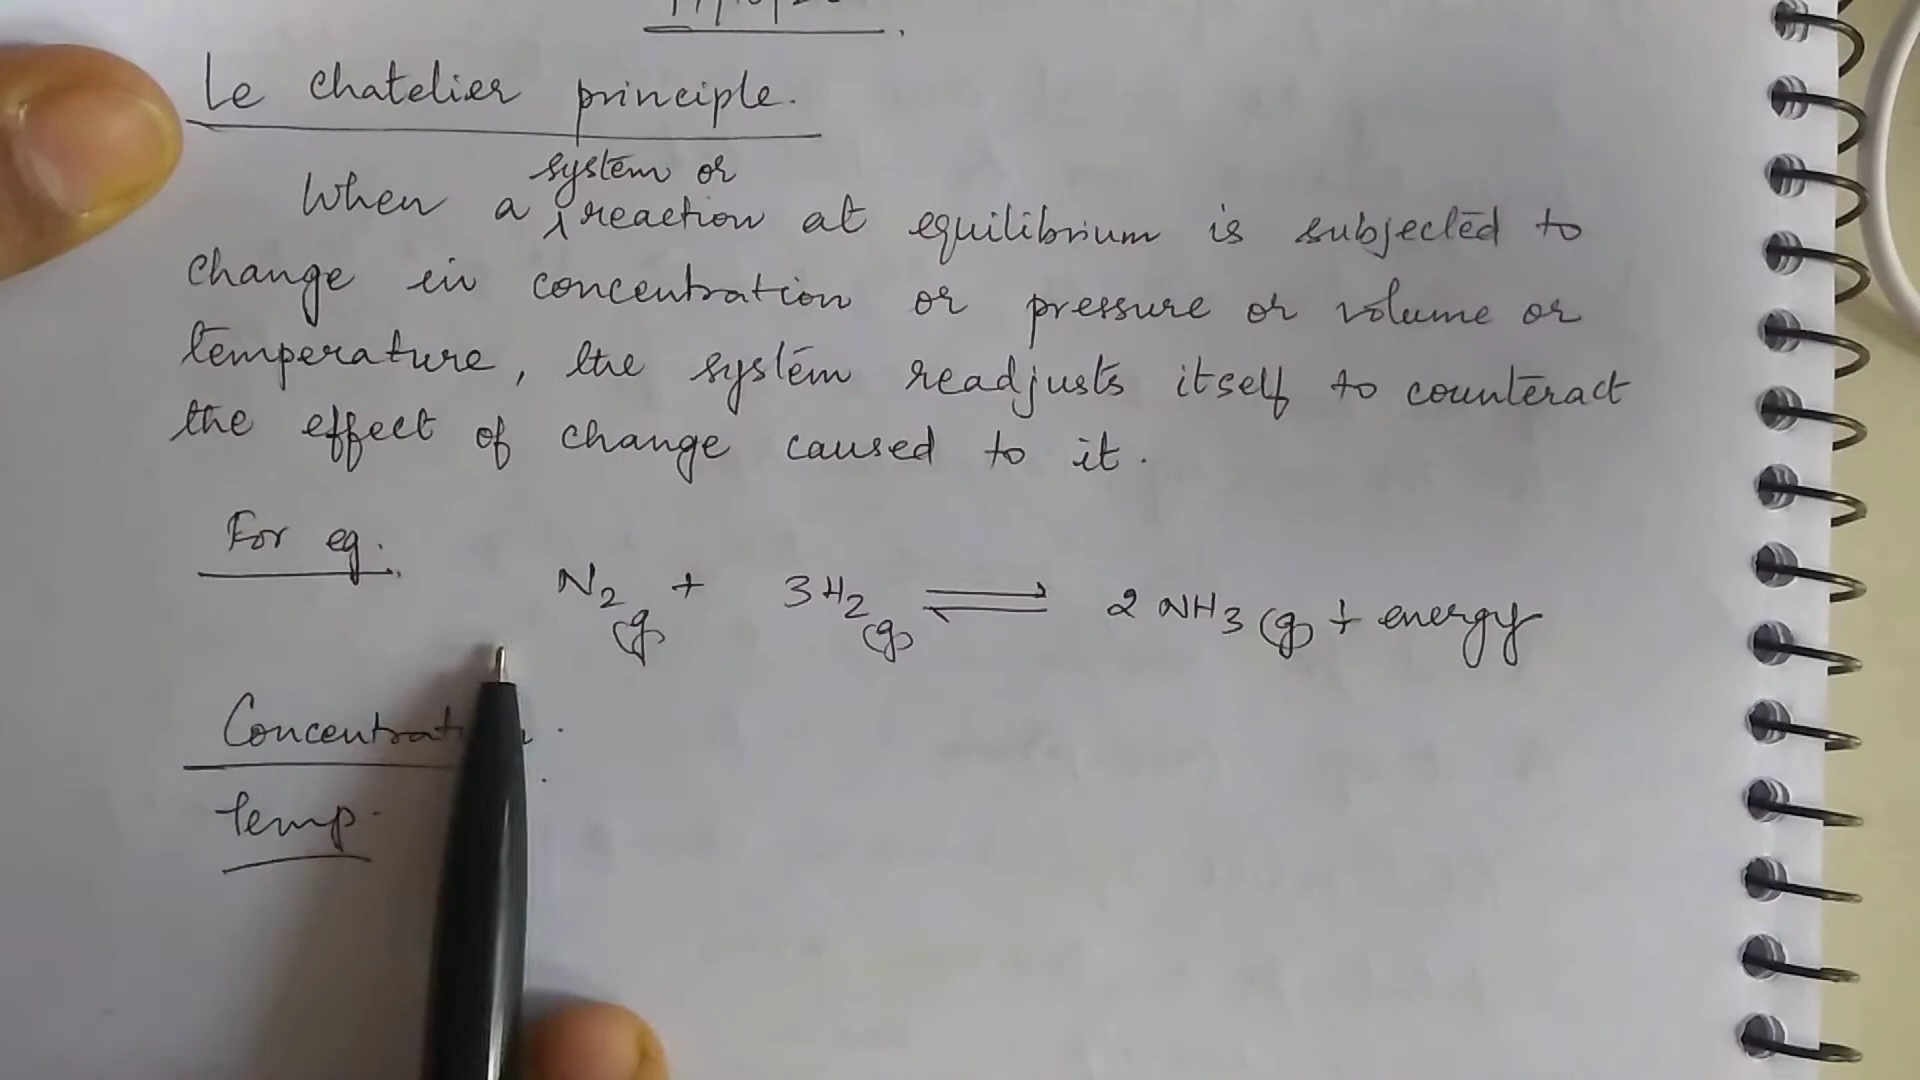 Le chatelier principle.
system or
When a reaction at equilibrium is subjected to
change in concentration or pressure or volume or
temperature, the system readjusts itself to counteract
the effect of change caused to it.
For eg.
N2(g) + 3H2(g) ⇌ 2 NH3 (g) + energy
Temp.